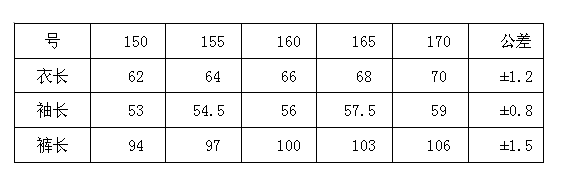 号 150 155 160 165 170 公差
衣长 62 64 66 68 70 ±1.2
袖长 53 54.5 56 57.5 59 ±0.8
裤长 94 97 100 103 106 ±1.5